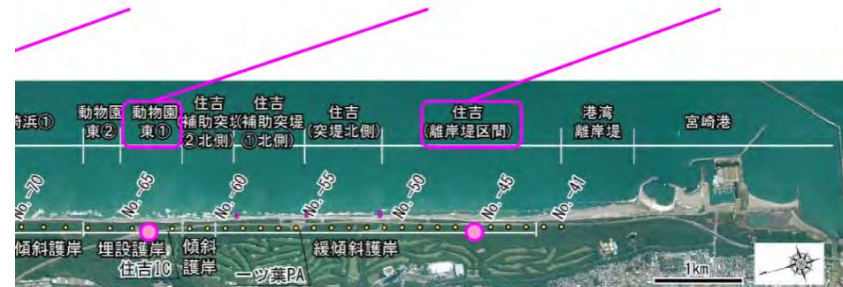 崎浜①
動物園
東②
動物園
東①
住吉
補助突堤
②北側)
住吉
(補助突堤
①北側)
住吉
(突堤北側)
住吉
(離岸堤区間)
港湾
離岸堤
宮崎港
No.-70
No.-65
No.-60
No.-55
No.-50
No.-45
No.-41
傾斜護岸
埋設護岸
傾斜
護岸
緩傾斜護岸
住吉IC
一ツ葉PA
1km